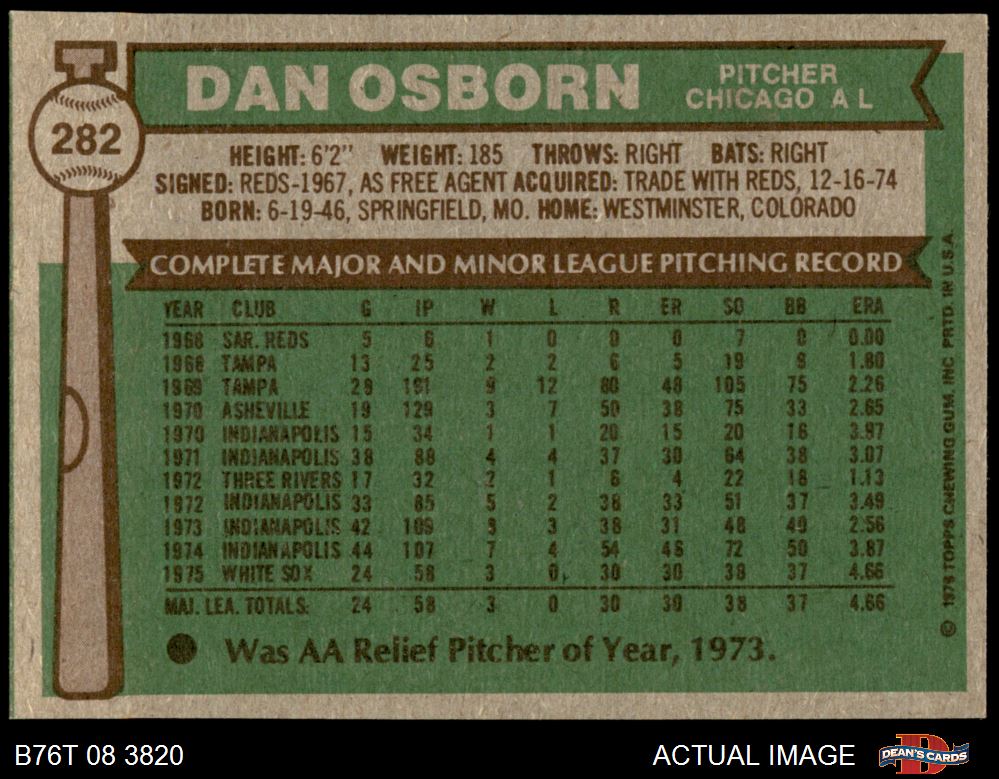 282
DAN OSBORN
PITCHER
CHICAGO A L
HEIGHT: 6'2" WEIGHT: 185 THROWS: RIGHT BATS: RIGHT
SIGNED: REDS-1967, AS FREE AGENT ACQUIRED: TRADE WITH REDS, 12-16-74
BORN: 6-19-46, SPRINGFIELD, MO. HOME: WESTMINSTER, COLORADO
COMPLETE MAJOR AND MINOR LEAGUE PITCHING RECORD
YEAR CLUB G IP W L R ER SO BB ERA
1968 SAR. REDS 5 6 1 0 0 0 7 0 0.00
1968 TAMPA 13 25 2 2 6 5 19 9 1.80
1969 TAMPA 29 191 9 12 80 48 105 75 2.26
1970 ASHEVILLE 19 129 3 7 50 38 75 33 2.65
1970 INDIANAPOLIS 15 34 1 1 20 15 20 16 3.97
1971 INDIANAPOLIS 38 88 4 4 37 30 64 38 3.07
1972 THREE RIVERS 17 32 2 1 6 4 22 18 1.13
1972 INDIANAPOLIS 33 85 5 2 38 33 51 37 3.49
1973 INDIANAPOLIS 42 109 3 38 31 48 49 2.56
1974 INDIANAPOLIS 44 107 7 4 54 46 72 50 3.87
1975 WHITE SOX 24 58 3 0 30 30 38 37 4.66
MAJ. LEA. TOTALS: 24 58 3 0 30 30 38 37 4.66
Was AA Relief Pitcher of Year, 1973.
© 1976 TOPPS CHEWING GUM, INC. PRTD. IN U.S.A.
B76T 08 3820
ACTUAL IMAGE
DEAN'S CARDS